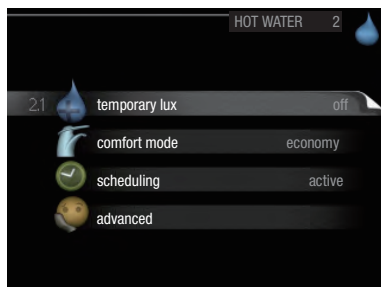 HOT WATER 2
2.1 temporary lux off
comfort mode economy
scheduling active
advanced